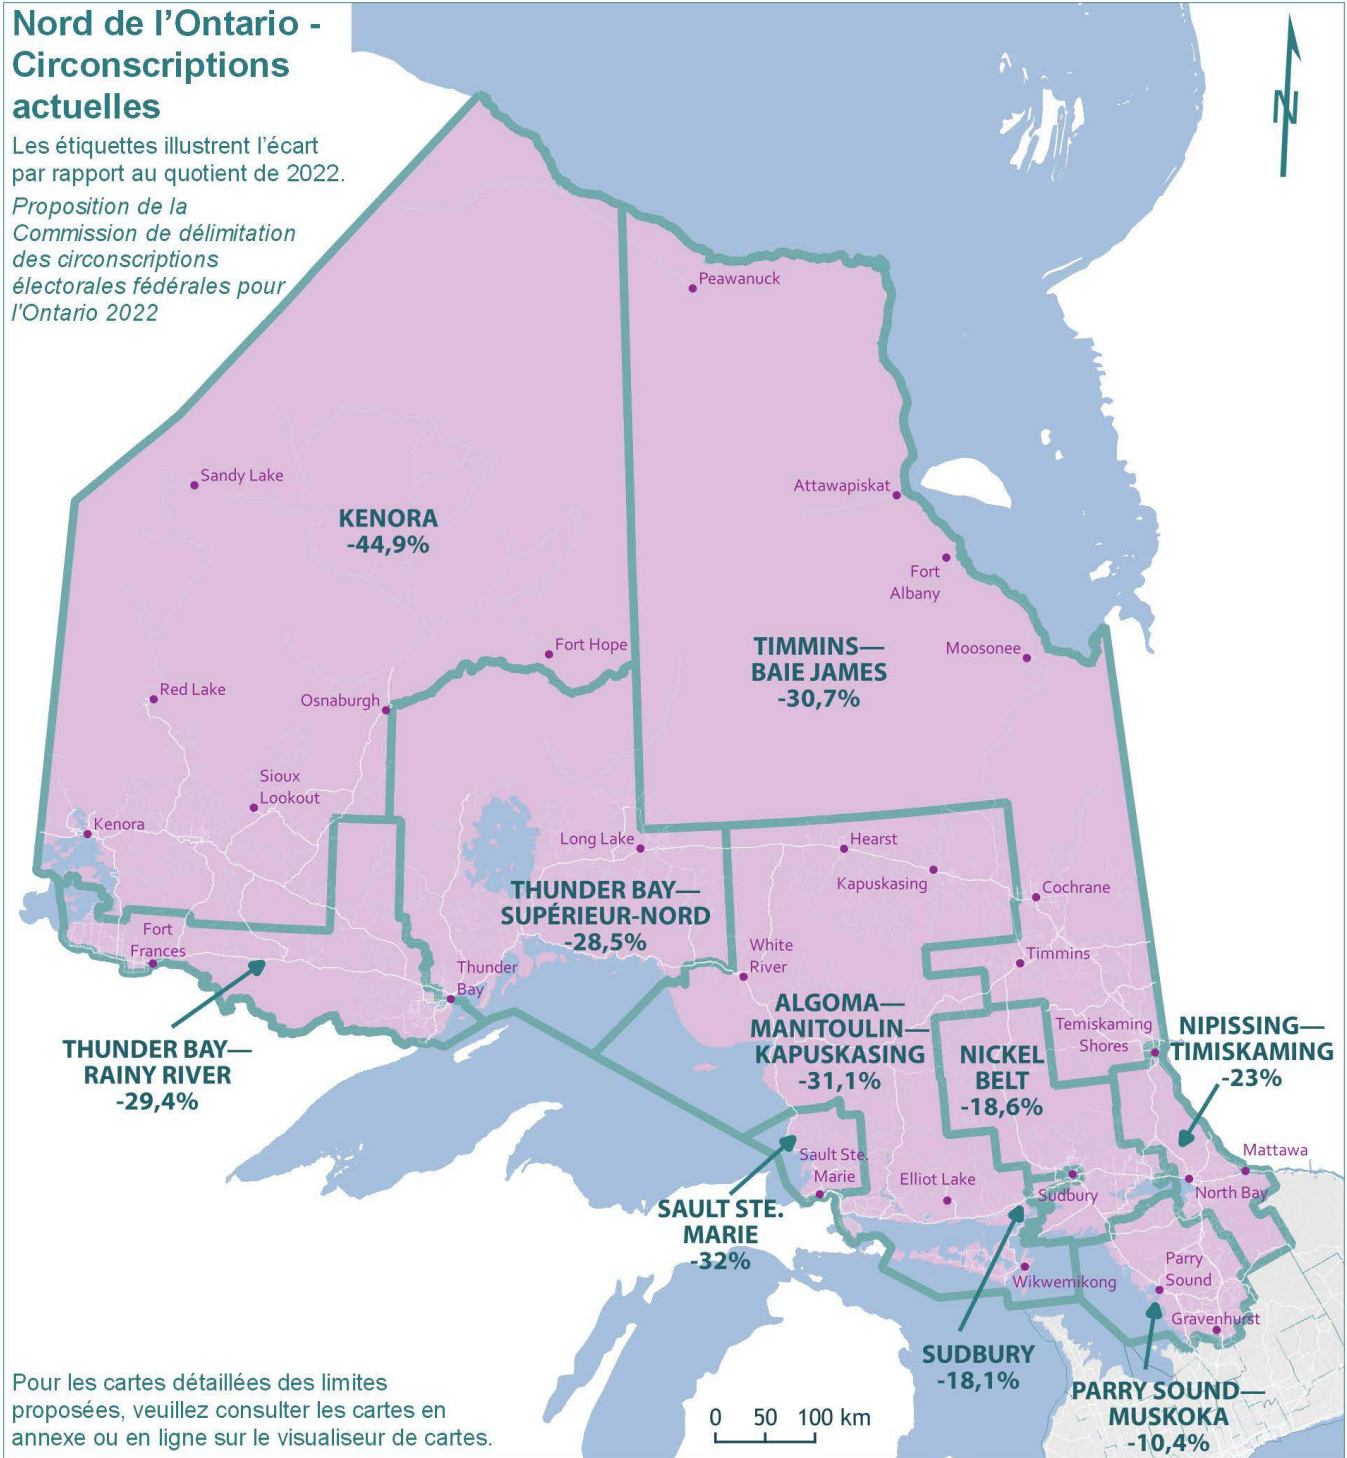 Nord de l'Ontario -
Circonscriptions
actuelles
Les étiquettes illustrent l'écart
par rapport au quotient de 2022.
Proposition de la
Commission de délimitation
des circonscriptions
électorales fédérales pour
l'Ontario 2022
N
Peawanuck
Sandy Lake
Attawapiskat
KENORA
-44,9%
Fort
Albany
Fort Hope
TIMMINS—
BAIE JAMES
-30,7%
Moosonee
Red Lake
Osnaburgh
Sioux
Lookout
Kenora
Long Lake
Hearst
Kapuskasing
Cochrane
THUNDER BAY—
SUPÉRIEUR-NORD
-28,5%
Fort
Frances
White
River
Timmins
Thunder
Bay
ALGOMA—
MANITOULIN—
KAPUSKASING
-31,1%
Temiskaming
Shores
NIPISSING—
TIMISKAMING
-23%
THUNDER BAY—
RAINY RIVER
-29,4%
NICKEL
BELT
-18,6%
Sault Ste.
Marie
Mattawa
Elliot Lake
Sudbury
North Bay
SAULT STE.
MARIE
-32%
Parry
Sound
Wikwemikong
Gravenhurst
SUDBURY
-18,1%
PARRY SOUND—
MUSKOKA
-10,4%
Pour les cartes détaillées des limites
proposées, veuillez consulter les cartes en
annexe ou en ligne sur le visualiseur de cartes.
0 50 100 km